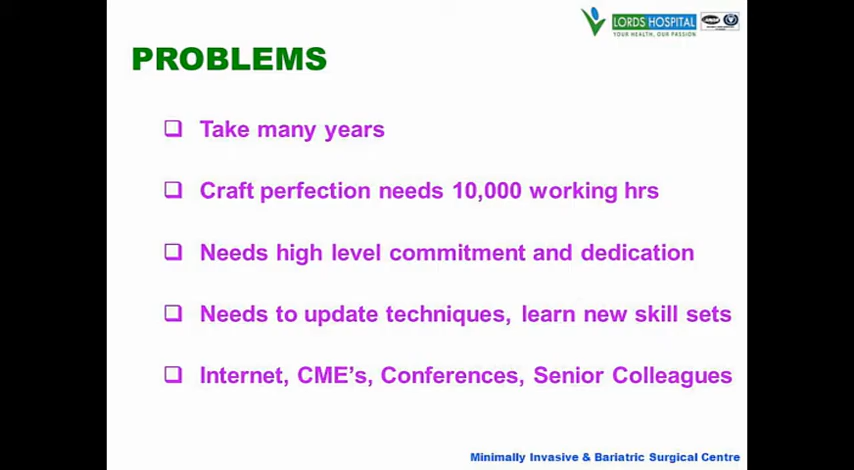 LORDS HOSPITAL
YOUR HEALTH, OUR PASSION
PROBLEMS
Take many years
Craft perfection needs 10,000 working hrs
Needs high level commitment and dedication
Needs to update techniques, learn new skill sets
Internet, CME’s, Conferences, Senior Colleagues
Minimally Invasive & Bariatric Surgical Centre